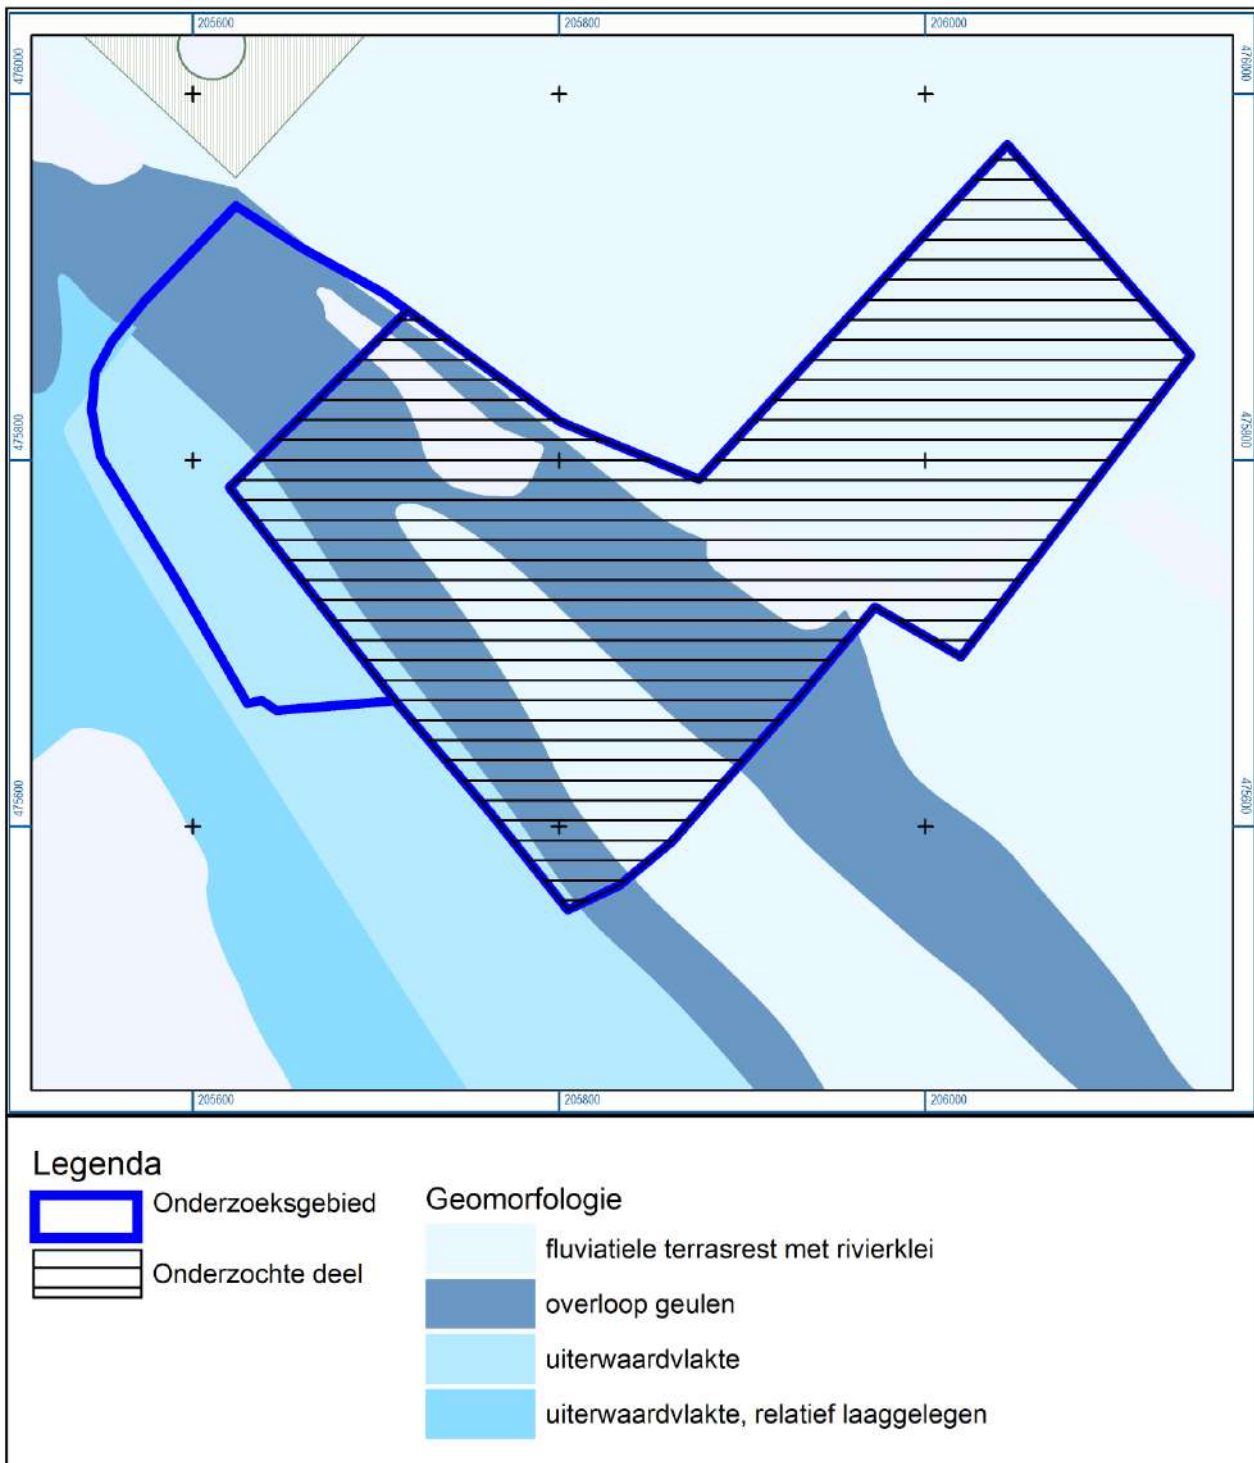 205600
205800
206000
476000
476000
475800
475800
475600
475600
205600
205800
206000
Legenda
Onderzoeksgebied
Onderzochte deel
Geomorfologie
fluviatiele terrasrest met rivierklei
overloop geulen
uiterwaardvlakte
uiterwaardvlakte, relatief laaggelegen